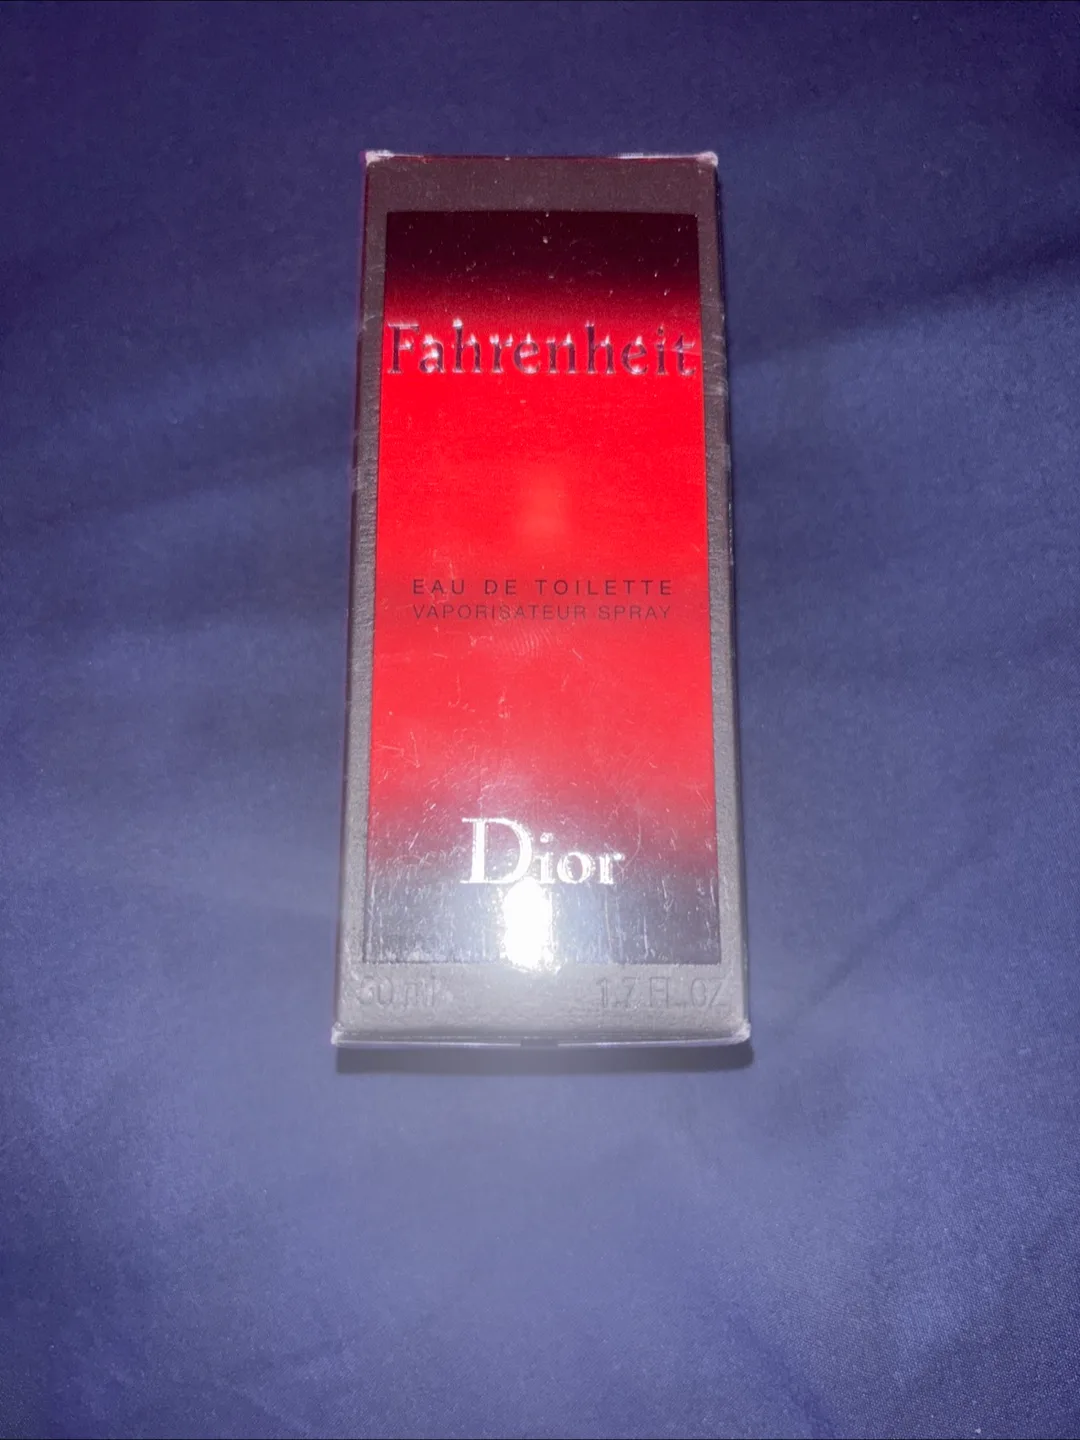 Fahrenheit
EAU DE TOILETTE
VAPORISATEUR SPRAY
Dior
50 ml 1.7 FL.OZ